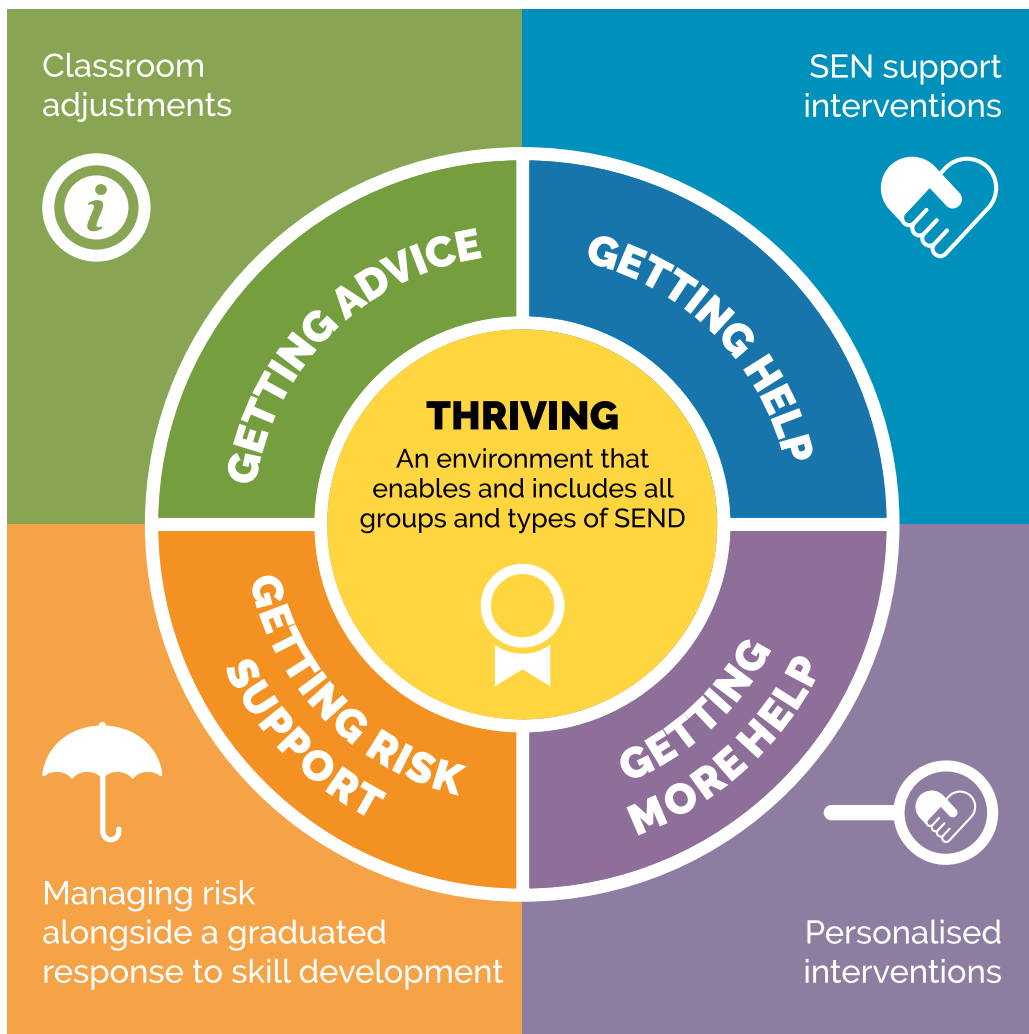 Classroom
adjustments
SEN support
interventions
GETTING ADVICE
GETTING HELP
THRIVING
An environment that
enables and includes all
groups and types of SEND
GETTING RISK
SUPPORT
GETTING
MORE HELP
Managing risk
alongside a graduated
response to skill development
Personalised
interventions